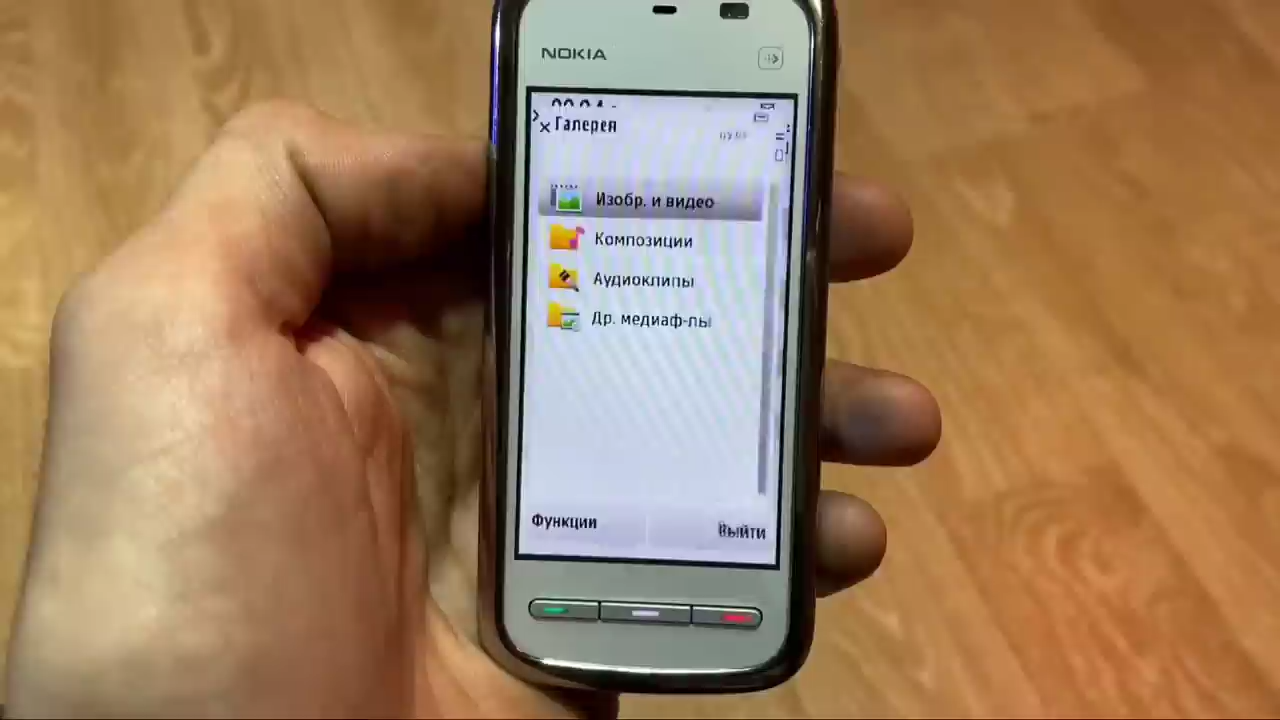 NOKIA
Галерея
Изобр. и видео
Композиции
Аудиоклипы
Др. медиаф-лы
Функции
Выйти